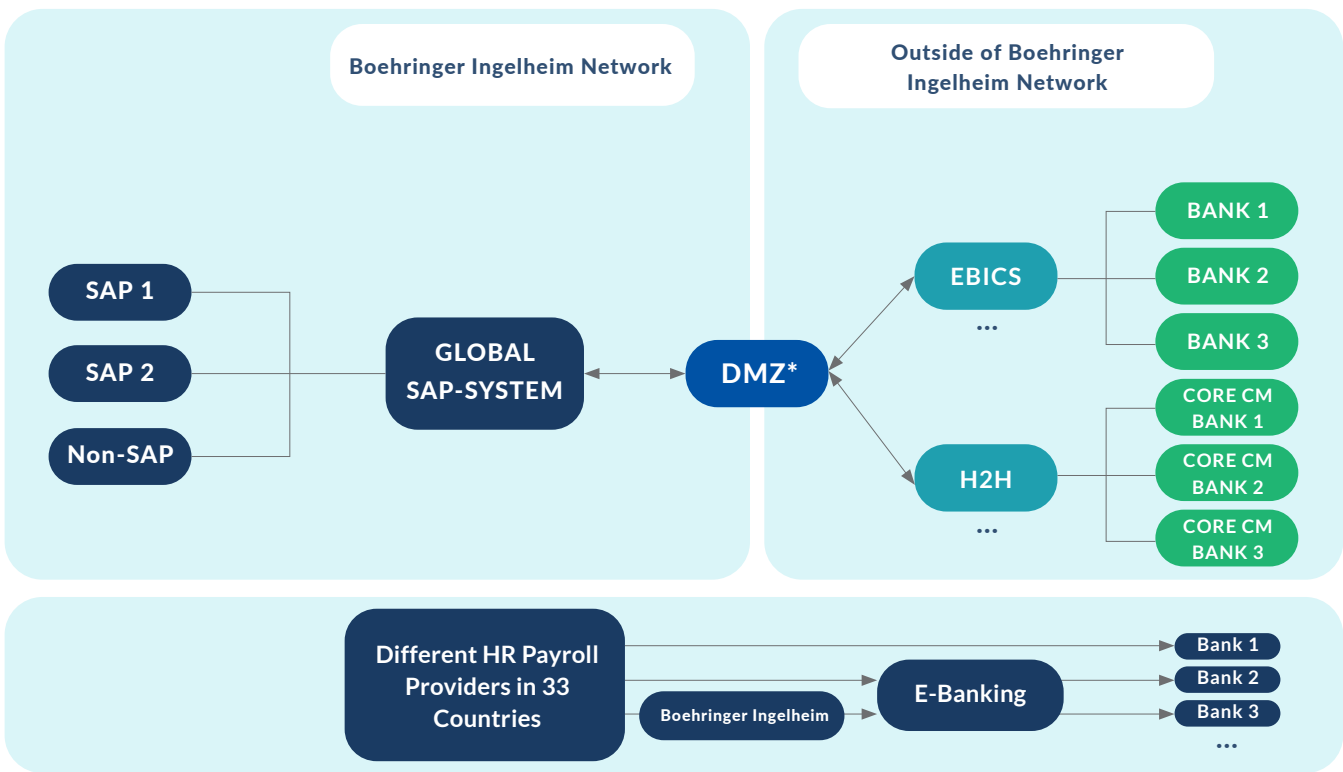 Boehringer Ingelheim Network
Outside of Boehringer
Ingelheim Network
SAP 1
SAP 2
Non-SAP
GLOBAL
SAP-SYSTEM
DMZ*
EBICS
...
H2H
...
BANK 1
BANK 2
BANK 3
CORE CM
BANK 1
CORE CM
BANK 2
CORE CM
BANK 3
Different HR Payroll
Providers in 33
Countries
Boehringer Ingelheim
E-Banking
Bank 1
Bank 2
Bank 3
...